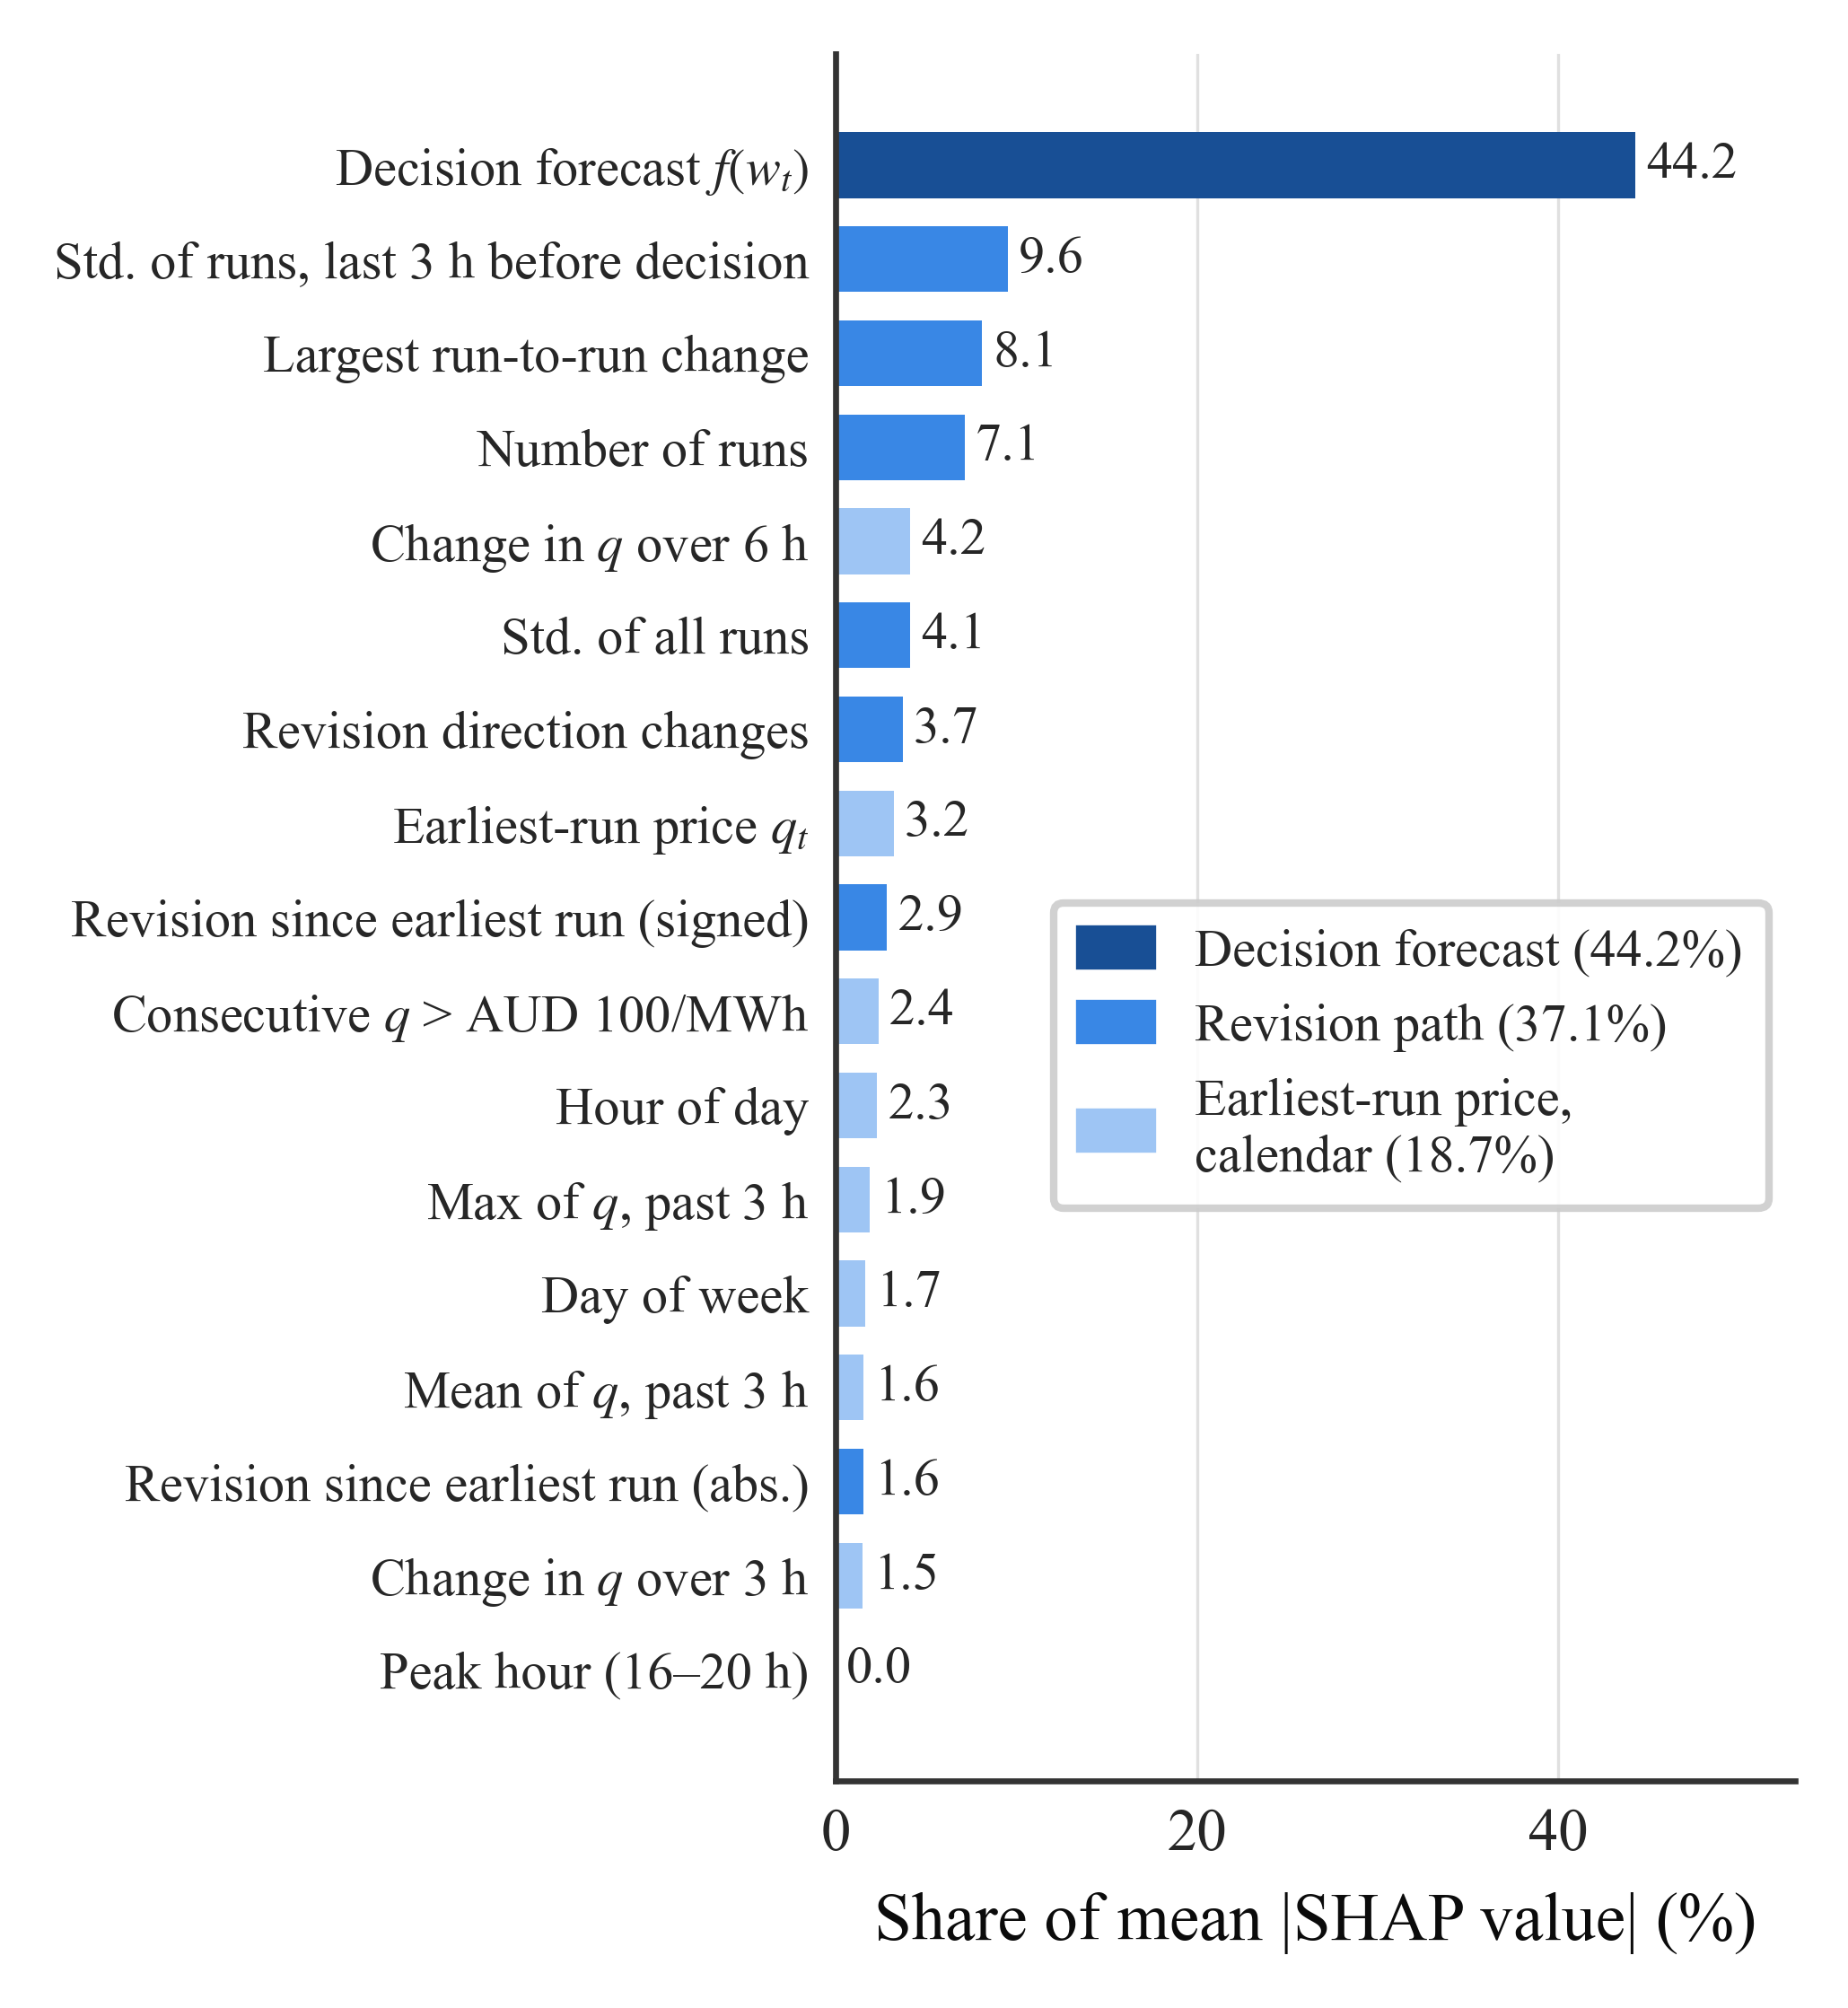 Decision forecast f(wₜ) 44.2
Std. of runs, last 3 h before decision 9.6
Largest run-to-run change 8.1
Number of runs 7.1
Change in q over 6 h 4.2
Std. of all runs 4.1
Revision direction changes 3.7
Earliest-run price qₜ 3.2
Revision since earliest run (signed) 2.9
Consecutive q > AUD 100/MWh 2.4
Hour of day 2.3
Max of q, past 3 h 1.9
Day of week 1.7
Mean of q, past 3 h 1.6
Revision since earliest run (abs.) 1.6
Change in q over 3 h 1.5
Peak hour (16–20 h) 0.0
Decision forecast (44.2%)
Revision path (37.1%)
Earliest-run price,
calendar (18.7%)
0 20 40
Share of mean |SHAP value| (%)